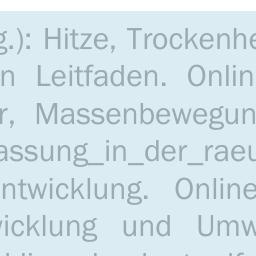 g.): Hitze, Trockenhe
n Leitfaden. Onlin
r, Massenbewegun
assung_in_der_raeu
ntwicklung. Online
wicklung und Umw